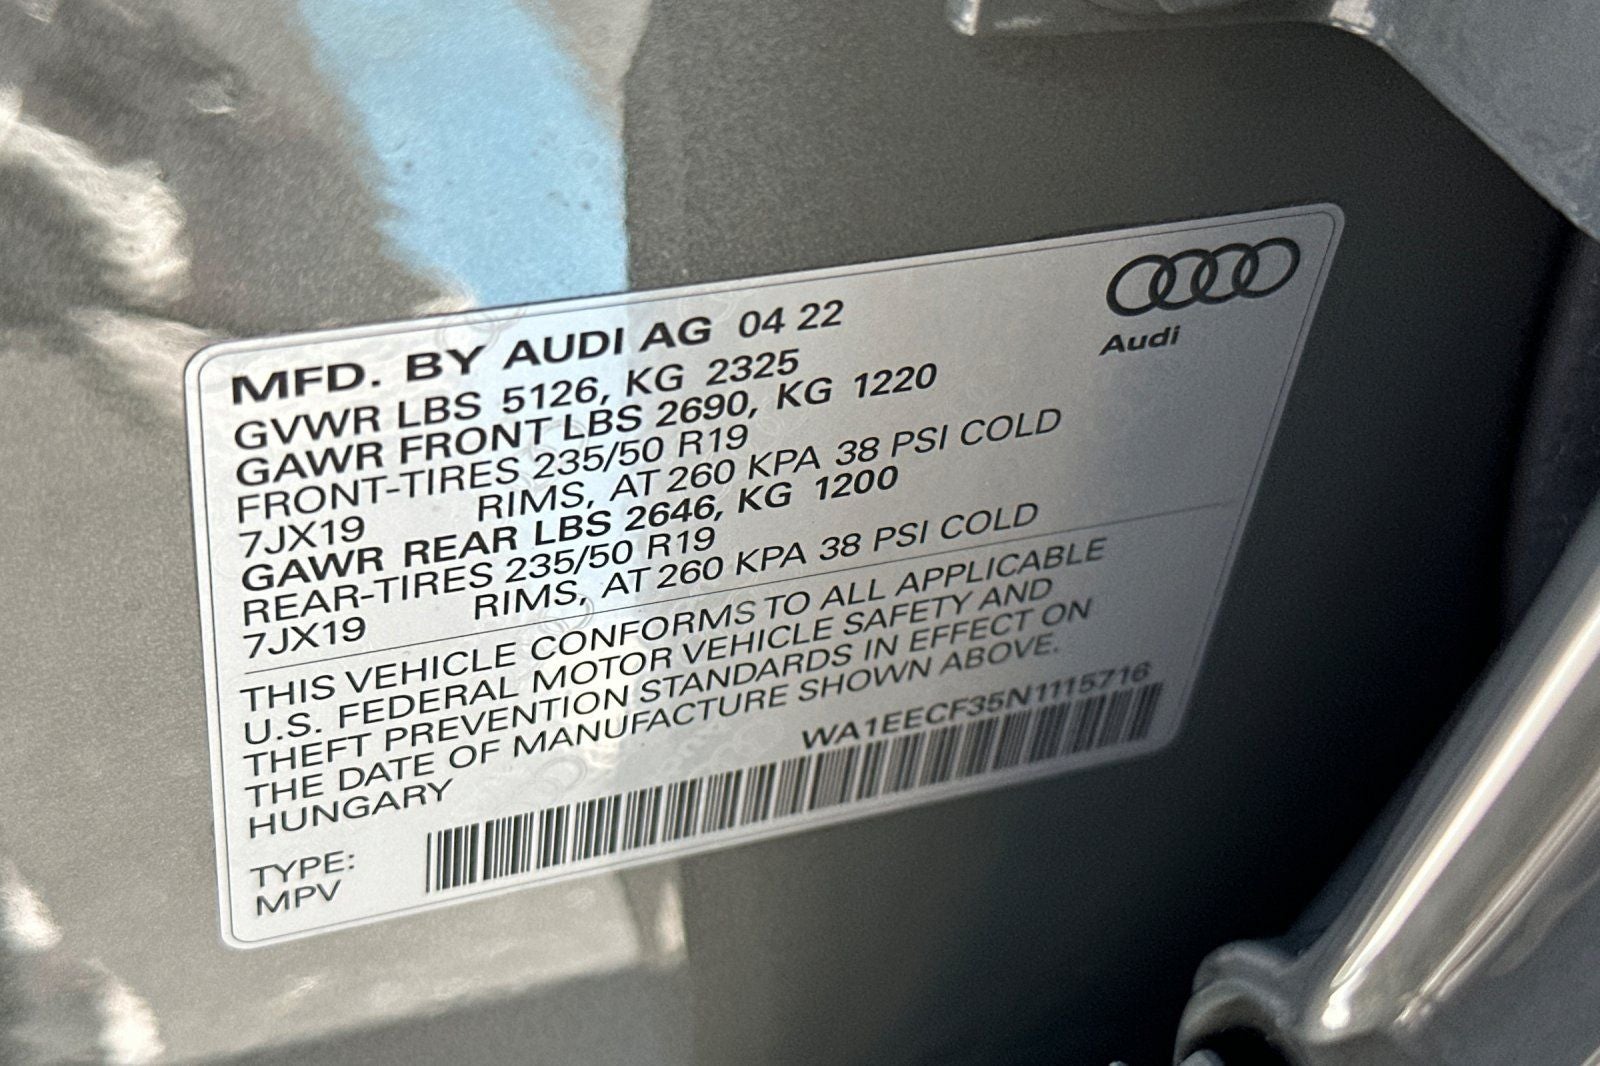 MFD. BY AUDI AG 04 22
GVWR LBS 5126, KG 2325
GAWR FRONT LBS 2690, KG 1220
FRONT-TIRES 235/50 R19
7JX19 RIMS, AT 260 KPA 38 PSI COLD
GAWR REAR LBS 2646, KG 1200
REAR-TIRES 235/50 R19
7JX19 RIMS, AT 260 KPA 38 PSI COLD
THIS VEHICLE CONFORMS TO ALL APPLICABLE
U.S. FEDERAL MOTOR VEHICLE SAFETY AND
THEFT PREVENTION STANDARDS IN EFFECT ON
THE DATE OF MANUFACTURE SHOWN ABOVE.
HUNGARY
WA1EECF35N1115716
TYPE:
MPV
Audi